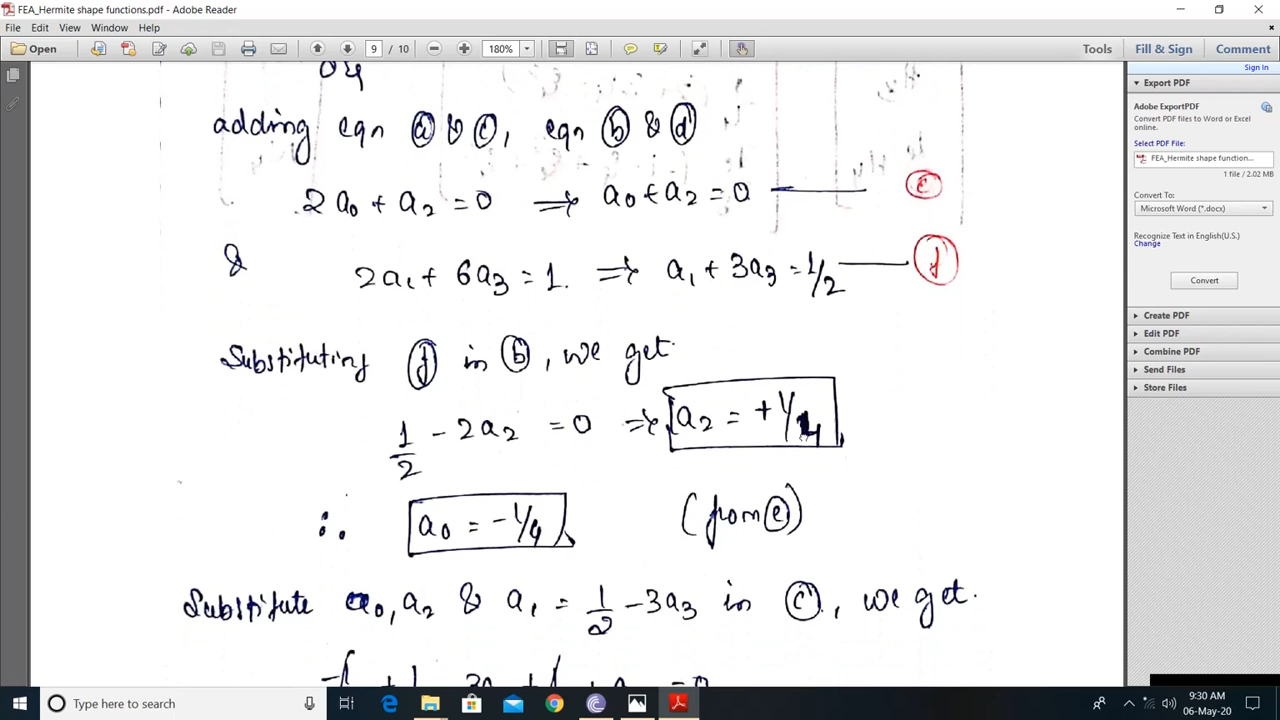 FEA_Hermite shape functions.pdf - Adobe Reader
File Edit View Window Help
Open 9 / 10 180% Tools Fill & Sign Comment
Sign In
adding eqn ⓐ & ⓒ, eqn ⓑ & ⓓ
2a₀ + a₂ = 0 ⇒ a₀ + a₂ = 0 ⓔ
& 2a₁ + 6a₃ = 1. ⇒ a₁ + 3a₃ = 1/2 ⓕ
Substituting ⓕ in ⓑ, we get
1/2 - 2a₂ = 0 ⇒ a₂ = +1/4
∴ a₀ = -1/4 (from ⓔ)
Substitute a₀, a₂ & a₁ = 1/2 - 3a₃ in ⓒ, we get.
Export PDF
Adobe ExportPDF
Convert PDF files to Word or Excel
online.
Select PDF File:
FEA_Hermite shape function...
1 file / 2.02 MB
Convert To:
Microsoft Word (*.docx)
Recognize Text in English(U.S.)
Change
Convert
Create PDF
Edit PDF
Combine PDF
Send Files
Store Files
Type here to search
9:30 AM
06-May-20